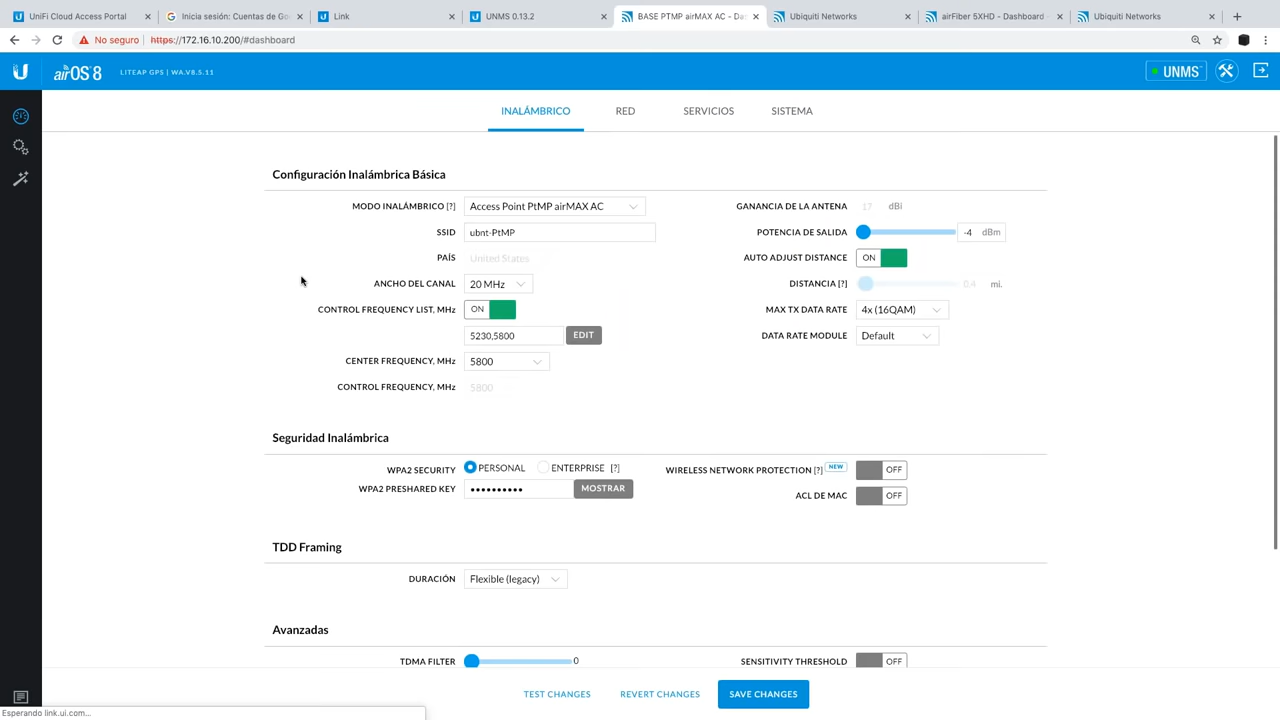 UniFi Cloud Access Portal
Inicia sesión: Cuentas de Go
Link
UNMS 0.13.2
BASE PTMP airMAX AC - Da
Ubiquiti Networks
airFiber 5XHD - Dashboard -
Ubiquiti Networks
No seguro https://172.16.10.200/#dashboard
airOS 8 LITEAP GPS | WA.V8.5.11
UNMS
INALÁMBRICO RED SERVICIOS SISTEMA
Configuración Inalámbrica Básica
MODO INALÁMBRICO [?] Access Point PtMP airMAX AC
SSID ubnt-PtMP
PAÍS United States
ANCHO DEL CANAL 20 MHz
CONTROL FREQUENCY LIST, MHz ON
5230,5800 EDIT
CENTER FREQUENCY, MHz 5800
CONTROL FREQUENCY, MHz 5800
GANANCIA DE LA ANTENA 17 dBi
POTENCIA DE SALIDA -4 dBm
AUTO ADJUST DISTANCE ON
DISTANCIA [?] 0.4 mi.
MAX TX DATA RATE 4x (16QAM)
DATA RATE MODULE Default
Seguridad Inalámbrica
WPA2 SECURITY PERSONAL ENTERPRISE [?]
WPA2 PRESHARED KEY •••••••••• MOSTRAR
WIRELESS NETWORK PROTECTION [?] NEW OFF
ACL DE MAC OFF
TDD Framing
DURACIÓN Flexible (legacy)
Avanzadas
TDMA FILTER 0
SENSITIVITY THRESHOLD OFF
TEST CHANGES REVERT CHANGES SAVE CHANGES
Esperando link.ui.com...